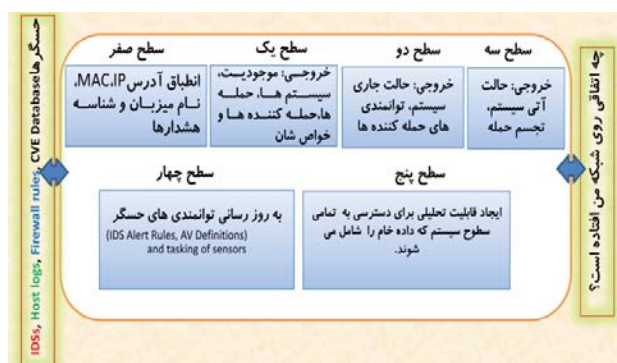 چه اتفاقی روی شبکه من افتاده است؟
سطح سه
خروجی: حالت
آتی سیستم،
تجسم حمله
سطح دو
خروجی: حالت جاری
سیستم، توانمندی
های حمله کننده ها
سطح یک
خروجی: موجودیت،
سیستم ها، حمله
ها،حمله کننده ها و
خواص شان
سطح صفر
انطباق آدرس MAC،IP،
نام میزبان و شناسه
هشدارها
سطح پنج
ایجاد قابلیت تحلیلی برای دسترسی به تمامی
سطوح سیستم که داده خام را شامل می
شوند.
سطح چهار
به روز رسانی توانمندی های حسگر
(IDS Alert Rules, AV Definitions)
and tasking of sensors
حسگر ها IDSs, Host logs, Firewall rules, CVE Database